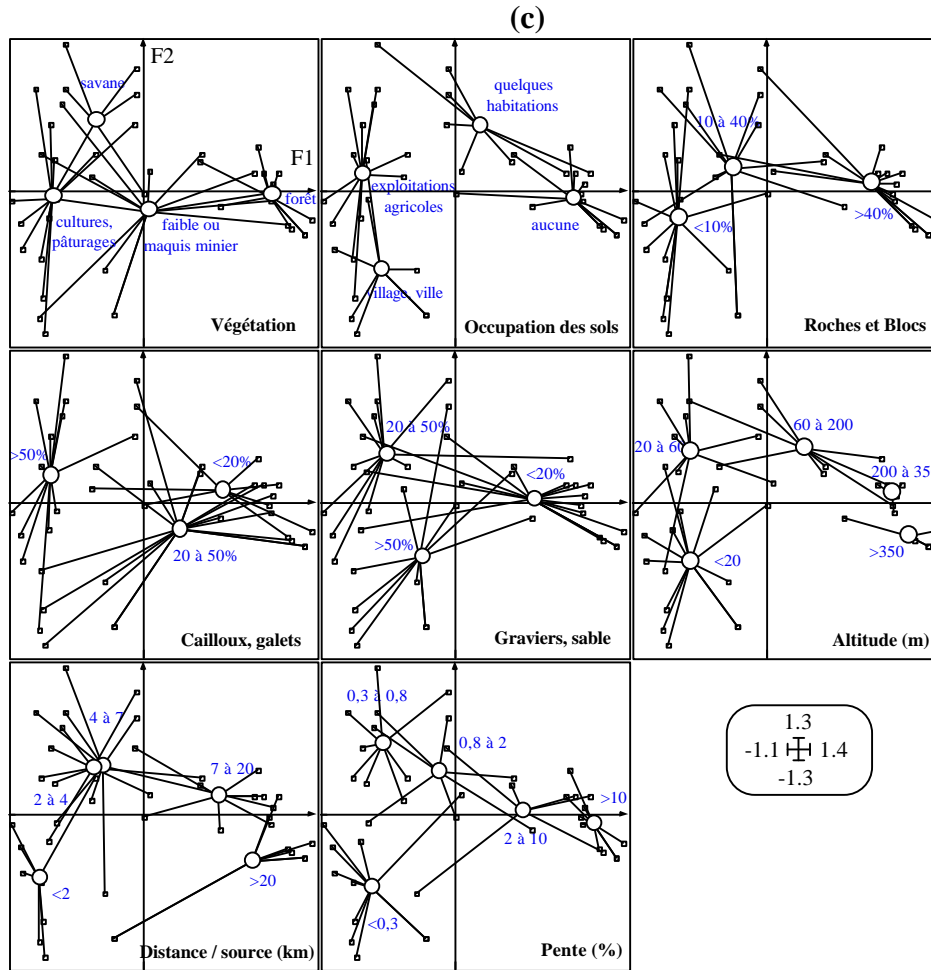 (c)
F2
savane
F1
forêt
cultures,
pâturages
faible ou
maquis minier
Végétation
quelques
habitations
exploitations
agricoles
aucune
village, ville
Occupation des sols
10 à 40%
>40%
<10%
Roches et Blocs
>50%
<20%
20 à 50%
Cailloux, galets
20 à 50%
<20%
>50%
Graviers, sable
60 à 200
20 à 60
200 à 35
>350
<20
Altitude (m)
4 à 7
7 à 20
2 à 4
<2
>20
Distance / source (km)
0,3 à 0,8
0,8 à 2
>10
2 à 10
<0,3
Pente (%)
1.3
-1.1 1.4
-1.3